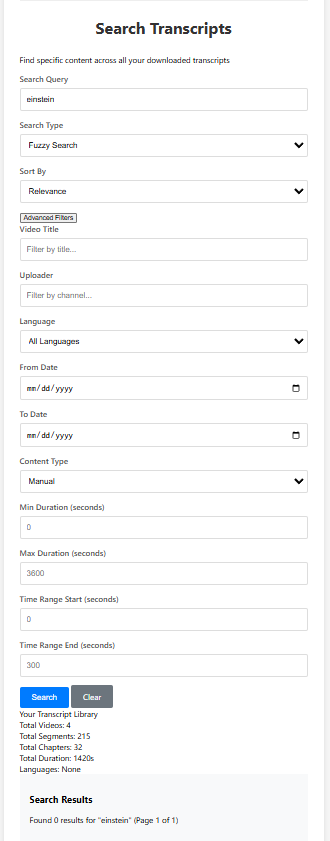 Search Transcripts
Find specific content across all your downloaded transcripts
Search Query
einstein
Search Type
Fuzzy Search
Sort By
Relevance
Advanced Filters
Video Title
Filter by title...
Uploader
Filter by channel...
Language
All Languages
From Date
mm/dd/yyyy
To Date
mm/dd/yyyy
Content Type
Manual
Min Duration (seconds)
0
Max Duration (seconds)
3600
Time Range Start (seconds)
0
Time Range End (seconds)
300
Search Clear
Your Transcript Library
Total Videos: 4
Total Segments: 215
Total Chapters: 32
Total Duration: 1420s
Languages: None
Search Results
Found 0 results for "einstein" (Page 1 of 1)